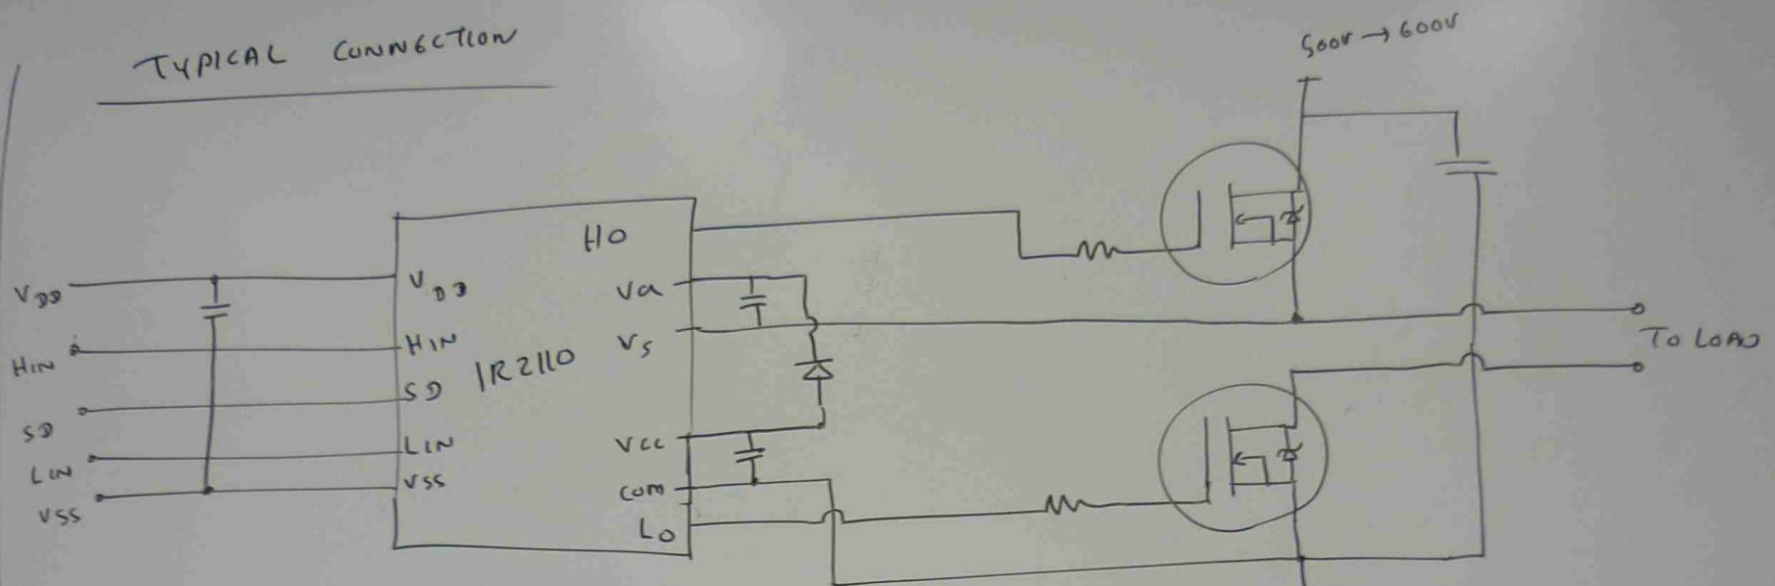 TYPICAL CONNECTION
500V → 600V
HO
VDD
VDD
Va
HIN
HIN
VS
IR2110
TO LOAD
SD
SD
LIN
LIN
VCC
VSS
VSS
COM
LO